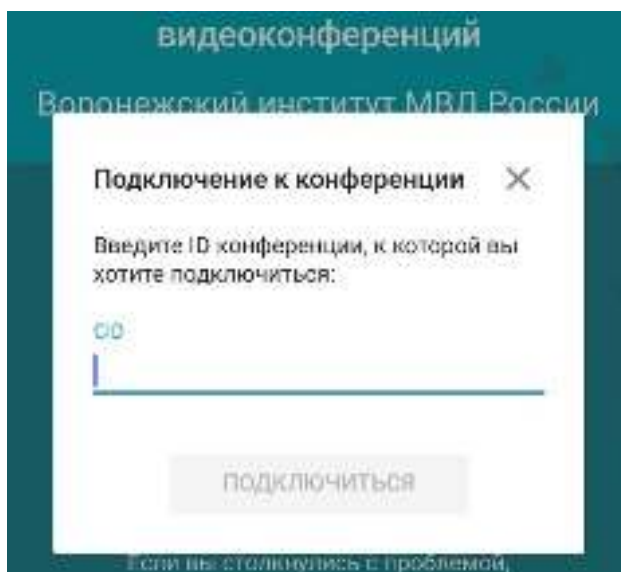 видеоконференций
Воронежский институт МВД России
Подключение к конференции
Введите ID конференции, к которой вы
хотите подключиться:
CID
ПОДКЛЮЧИТЬСЯ
Если вы столкнулись с проблемой,